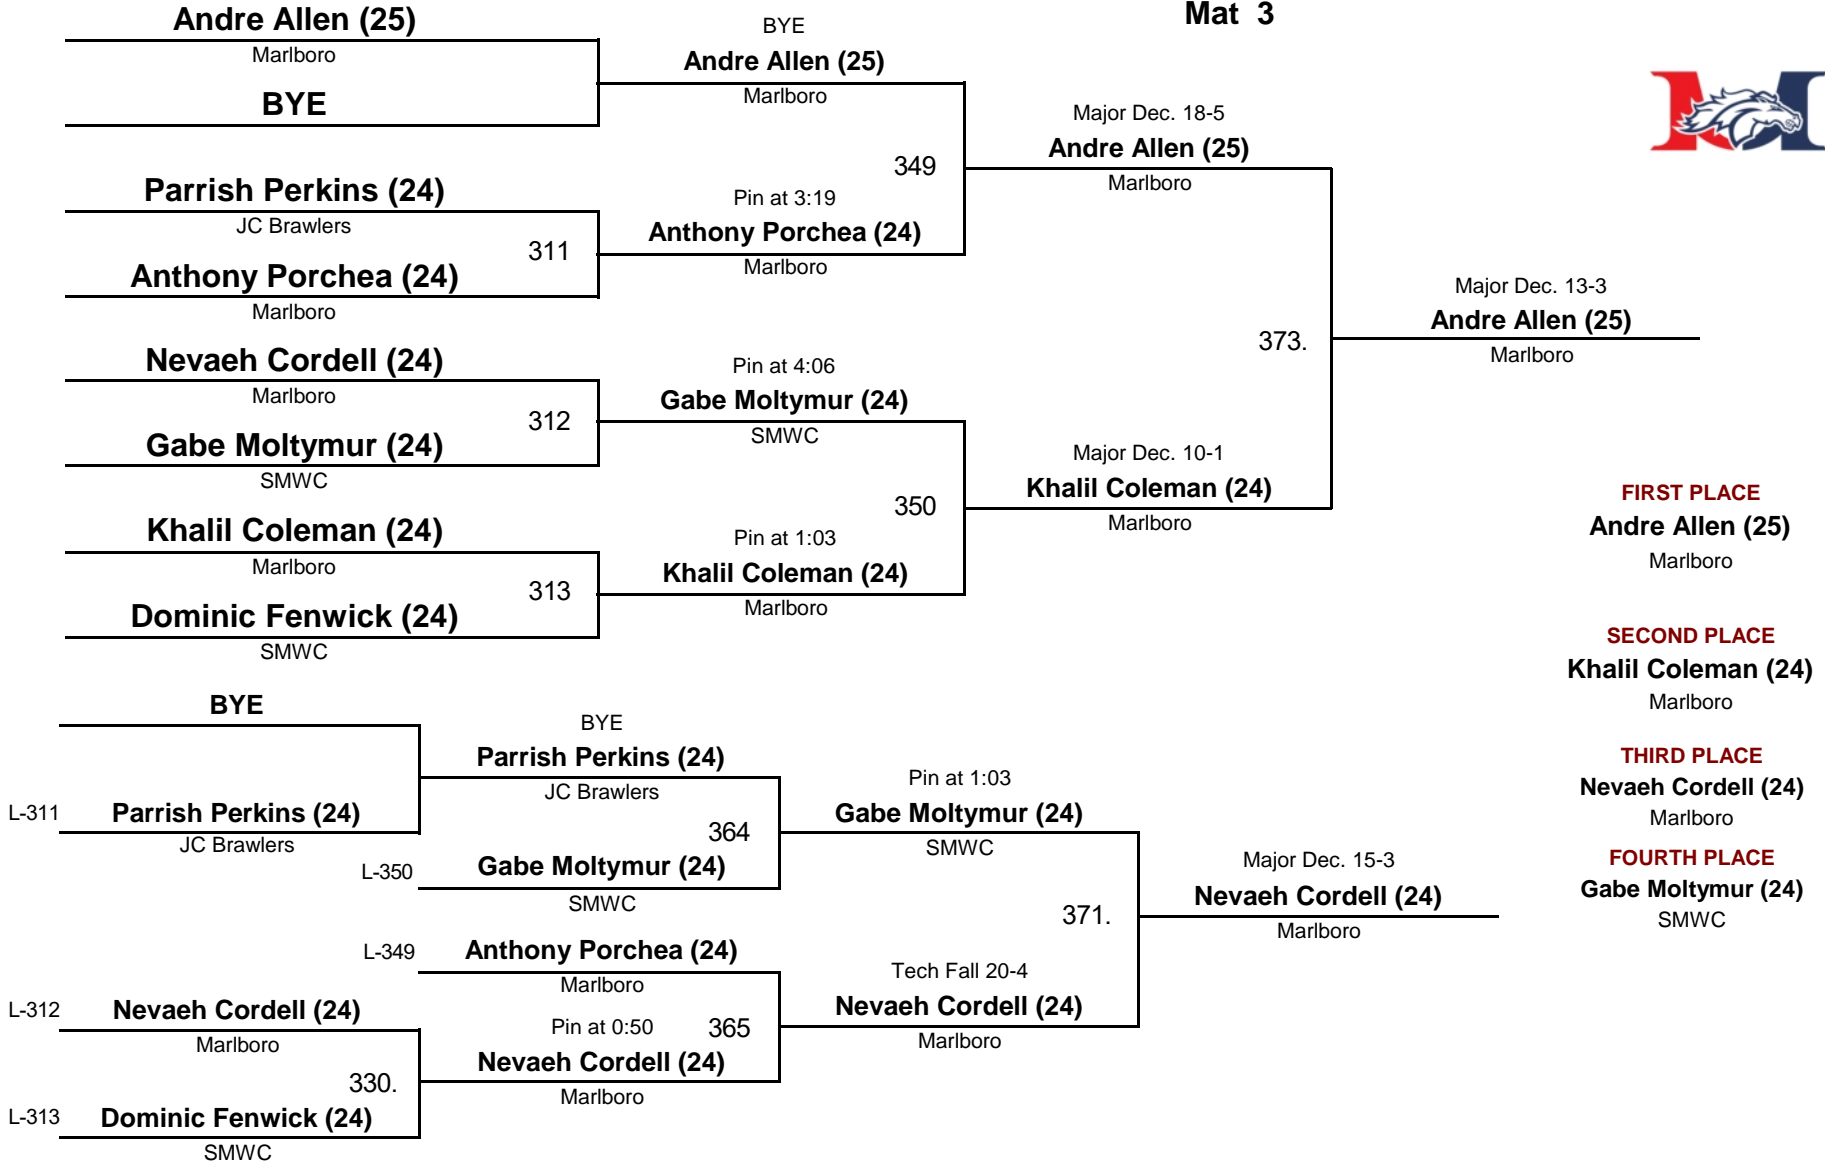 Mat 3
Andre Allen (25)
Marlboro
BYE
Parrish Perkins (24)
JC Brawlers
311
Anthony Porchea (24)
Marlboro
Nevaeh Cordell (24)
Marlboro
312
Gabe Moltymur (24)
SMWC
Khalil Coleman (24)
Marlboro
313
Dominic Fenwick (24)
SMWC
BYE
Andre Allen (25)
Marlboro
349
Pin at 3:19
Anthony Porchea (24)
Marlboro
Pin at 4:06
Gabe Moltymur (24)
SMWC
350
Pin at 1:03
Khalil Coleman (24)
Marlboro
Major Dec. 18-5
Andre Allen (25)
Marlboro
373.
Major Dec. 10-1
Khalil Coleman (24)
Marlboro
Major Dec. 13-3
Andre Allen (25)
Marlboro
M
FIRST PLACE
Andre Allen (25)
Marlboro
SECOND PLACE
Khalil Coleman (24)
Marlboro
THIRD PLACE
Nevaeh Cordell (24)
Marlboro
FOURTH PLACE
Gabe Moltymur (24)
SMWC
BYE
L-311
Parrish Perkins (24)
JC Brawlers
L-312
Nevaeh Cordell (24)
Marlboro
330.
L-313
Dominic Fenwick (24)
SMWC
BYE
Parrish Perkins (24)
JC Brawlers
364
L-350
Gabe Moltymur (24)
SMWC
L-349
Anthony Porchea (24)
Marlboro
Pin at 0:50
365
Nevaeh Cordell (24)
Marlboro
Pin at 1:03
Gabe Moltymur (24)
SMWC
371.
Tech Fall 20-4
Nevaeh Cordell (24)
Marlboro
Major Dec. 15-3
Nevaeh Cordell (24)
Marlboro